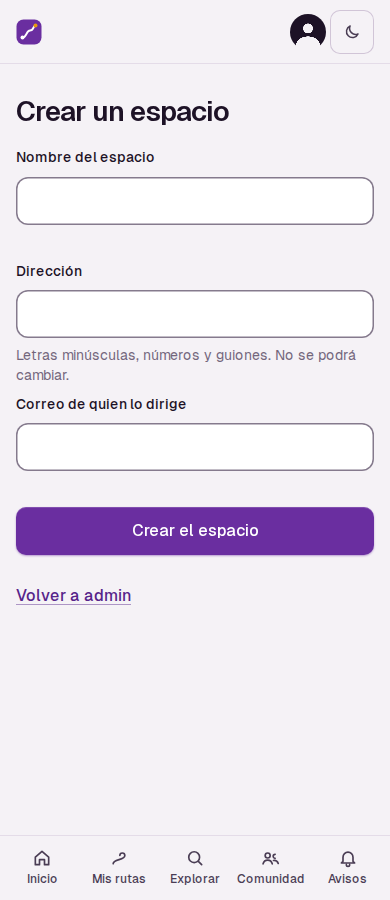 Crear un espacio
Nombre del espacio
Dirección
Letras minúsculas, números y guiones. No se podrá
cambiar.
Correo de quien lo dirige
Crear el espacio
Volver a admin
Inicio
Mis rutas
Explorar
Comunidad
Avisos